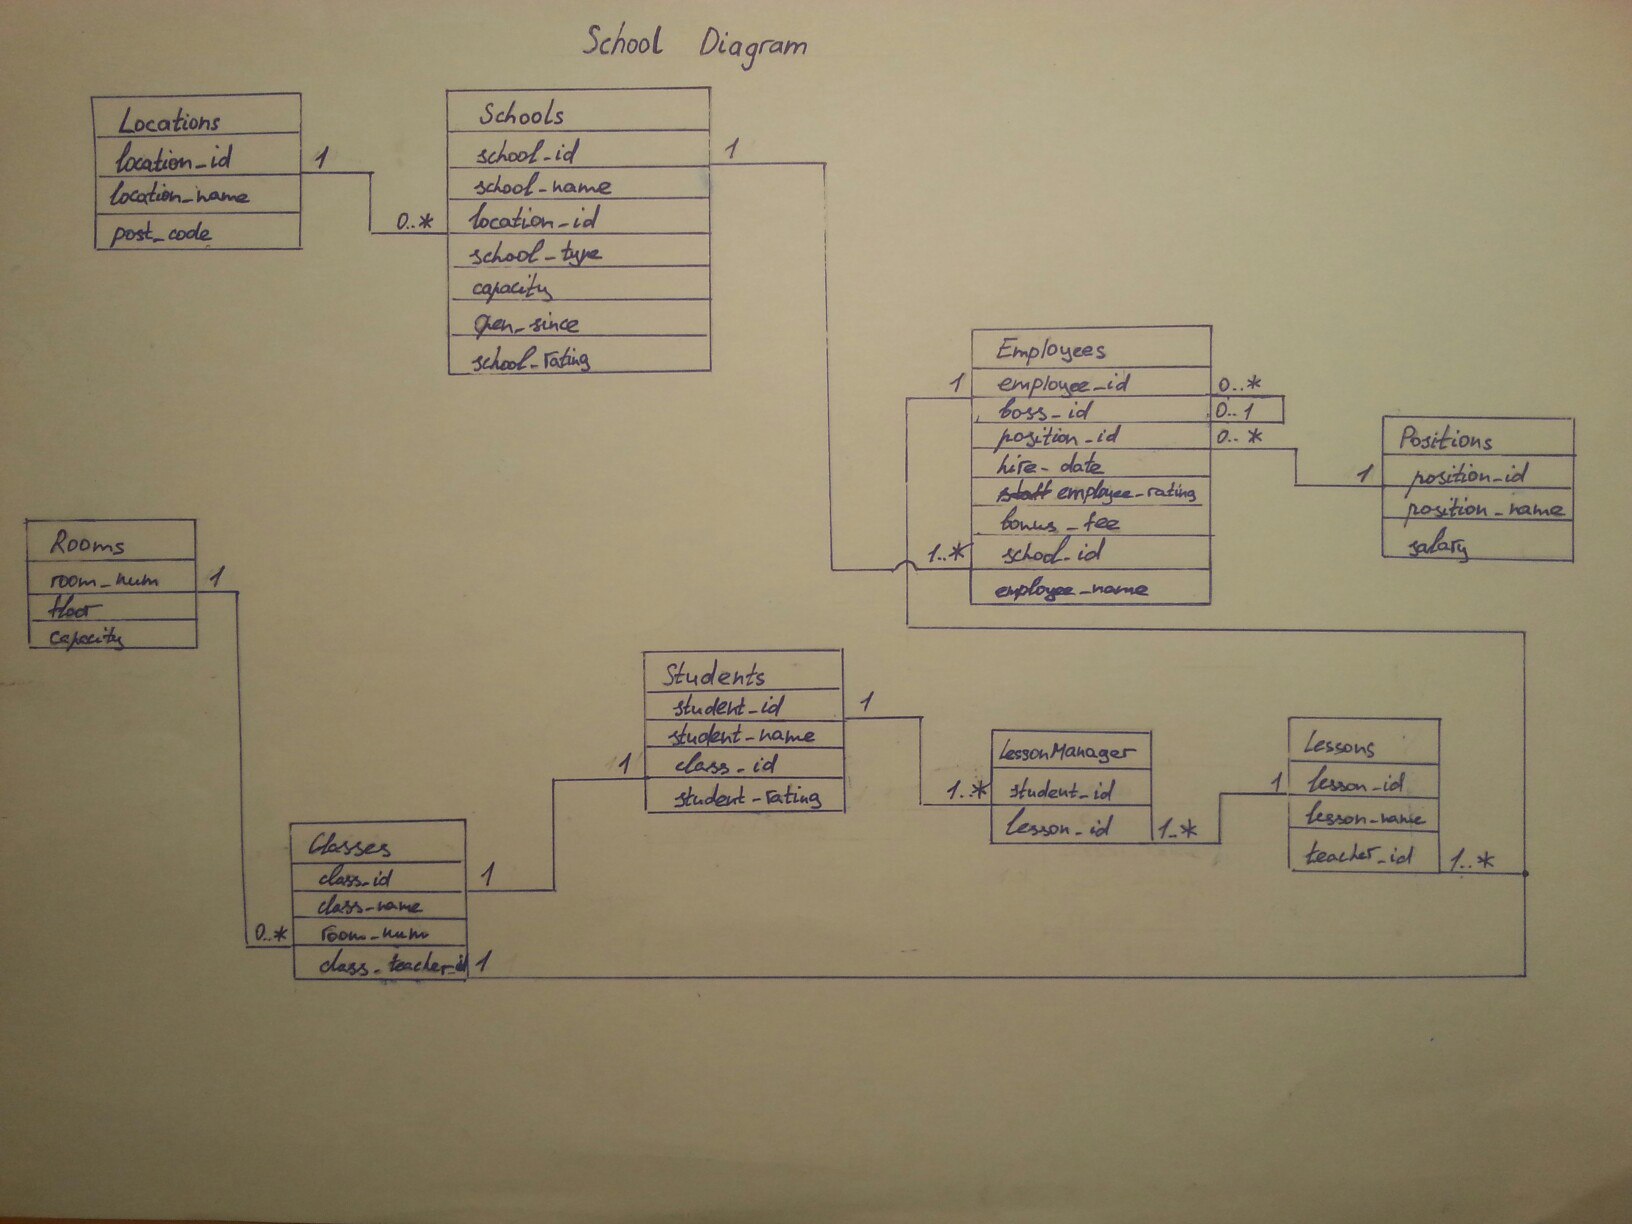 School Diagram
Locations
location_id
location_name
post_code
1
0..*
Schools
school_id
school_name
location_id
school_type
capacity
open_since
school_rating
1
1..*
Employees
employee_id
boss_id
position_id
hire_date
employee_rating
bonus_fee
school_id
employee_name
1
0..*
0..1
0..*
1
Positions
position_id
position_name
salary
Rooms
room_num
floor
capacity
1
0..*
Students
student_id
student_name
class_id
student_rating
1
1
1..*
LessonManager
student_id
lesson_id
1..*
1
Lessons
lesson_id
lesson_name
teacher_id
1..*
Classes
class_id
class_name
room_num
class_teacher_id
1
1